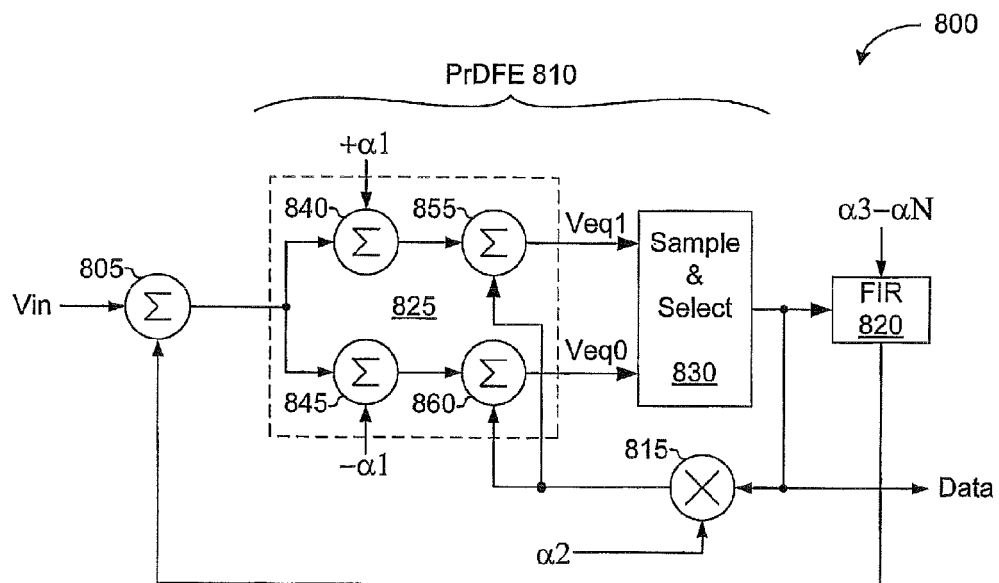 800
PrDFE 810
+α1
840
855
Veq1
α3–αN
805
Σ
Σ
Σ
Sample
&
Select
Vin
825
FIR
820
Veq0
830
Σ
Σ
845
860
–α1
815
Data
α2